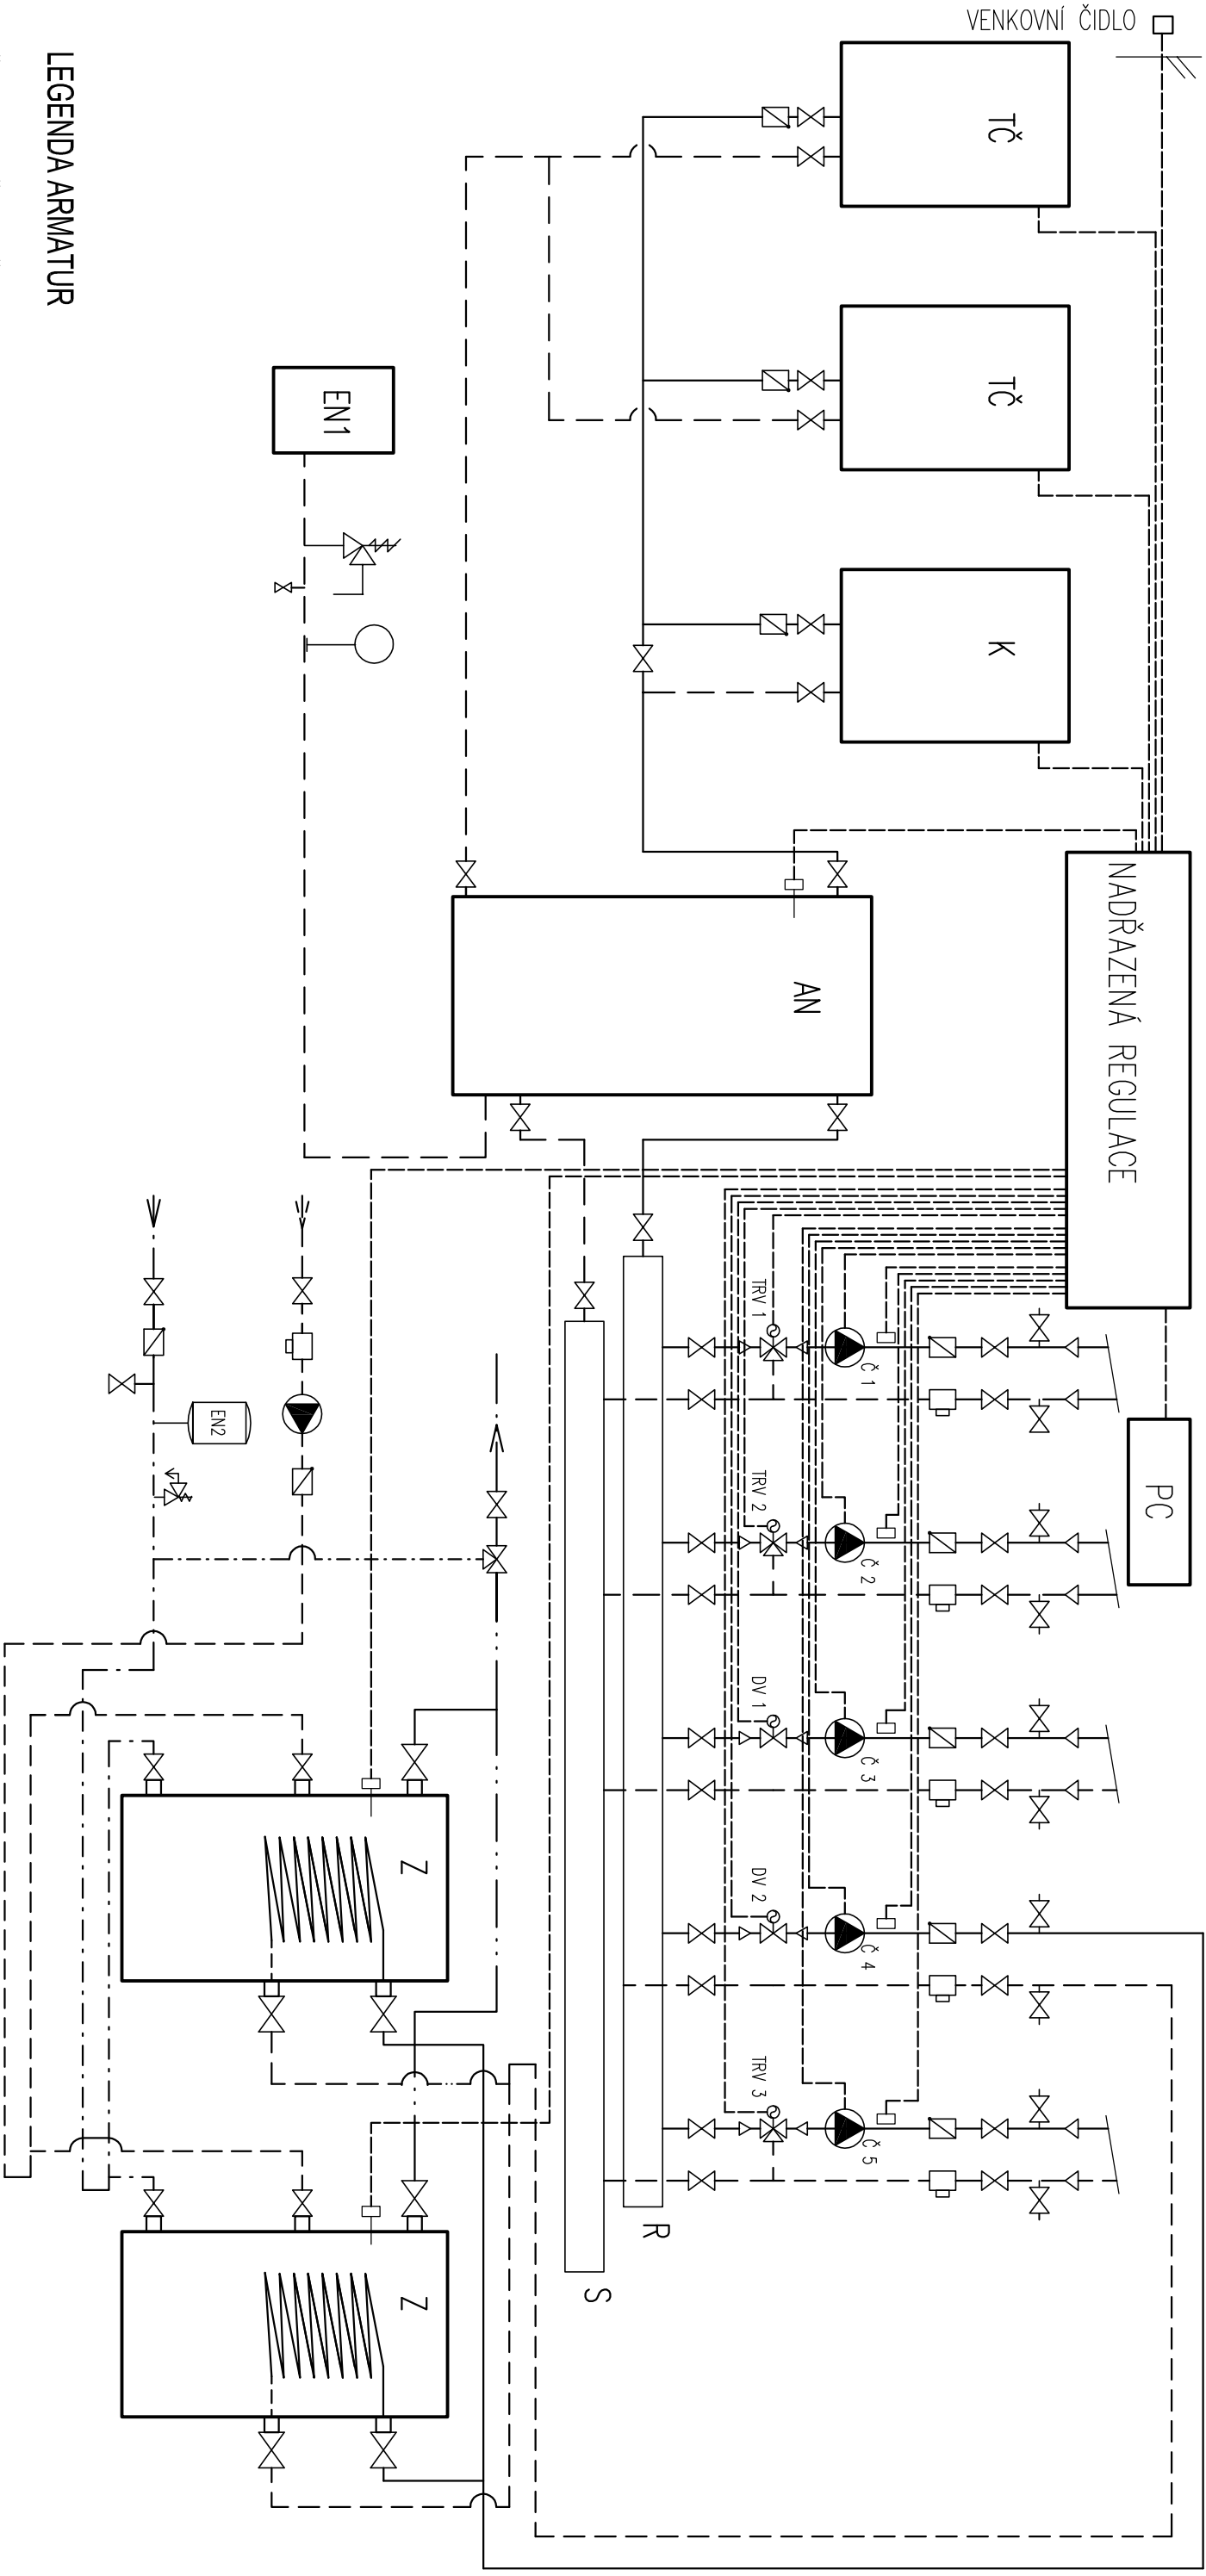 VENKOVNÍ ČIDLO
LEGENDA ARMATUR
TČ
TČ
K
EN1
NADŘAZENÁ REGULACE
AN
PC
TRV 1
Č 1
TRV 2
Č 2
DV 1
Č 3
DV 2
Č 4
TRV 3
Č 5
EN2
R
S
Z
Z